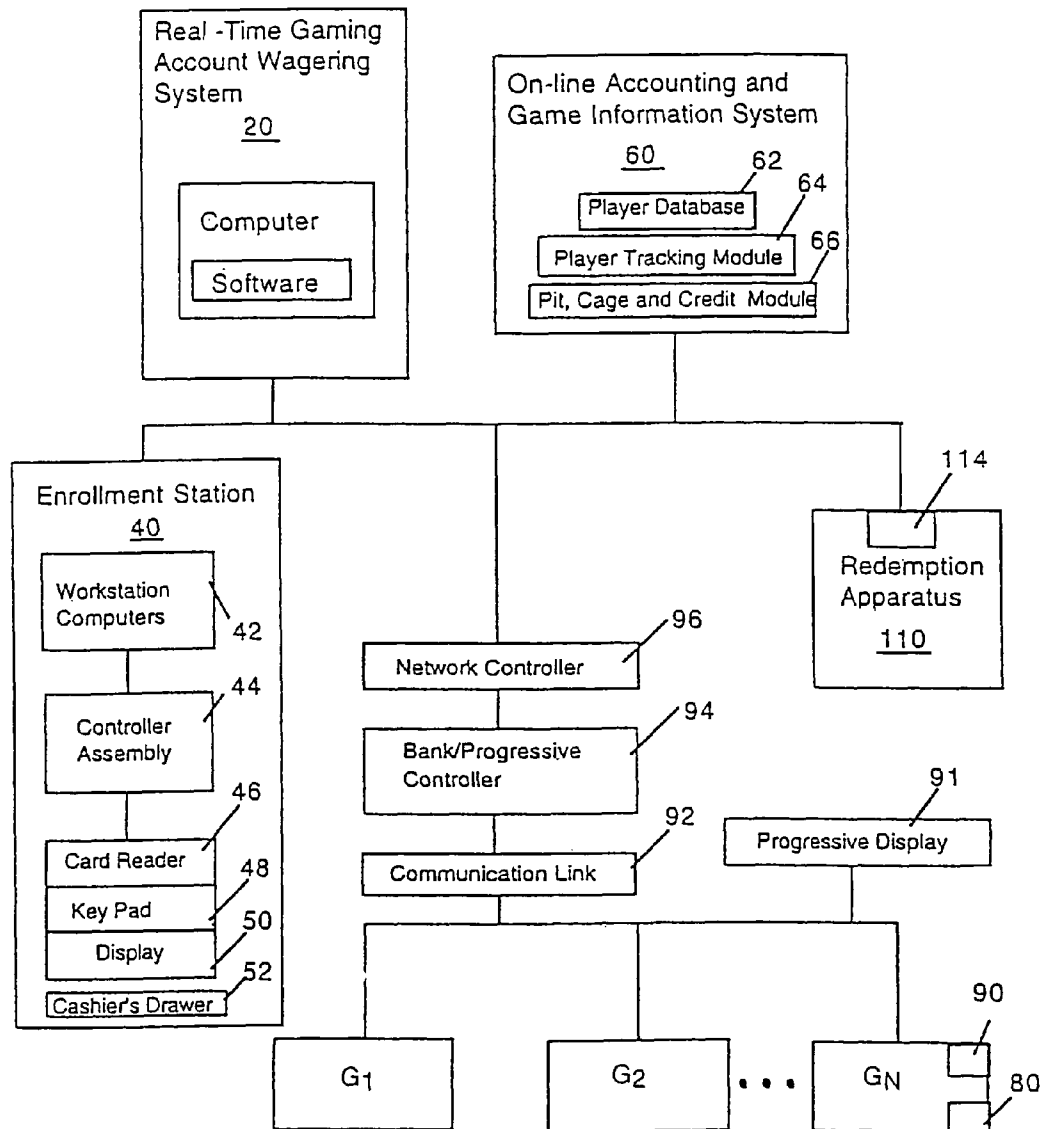 Real -Time Gaming
Account Wagering
System
20
Computer
Software
On-line Accounting and
Game Information System
60
62
Player Database
64
Player Tracking Module
66
Pit, Cage and Credit Module
Enrollment Station
40
Workstation
Computers
42
44
Controller
Assembly
46
Card Reader
48
Key Pad
50
Display
52
Cashier's Drawer
114
Redemption
Apparatus
110
96
Network Controller
94
Bank/Progressive
Controller
92
Communication Link
91
Progressive Display
G1
G2
• • •
GN
90
80